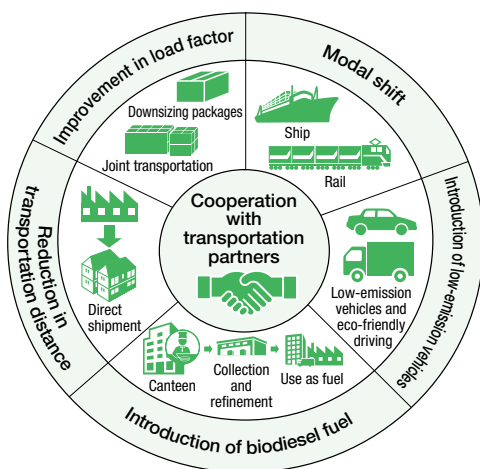 Improvement in load factor
Modal shift
Introduction of low-emission vehicles
Introduction of biodiesel fuel
Reduction in
transportation distance
Downsizing packages
Joint transportation
Ship
Rail
Low-emission
vehicles and
eco-friendly
driving
Canteen
Collection
and
refinement
Use as fuel
Direct
shipment
Cooperation
with
transportation
partners